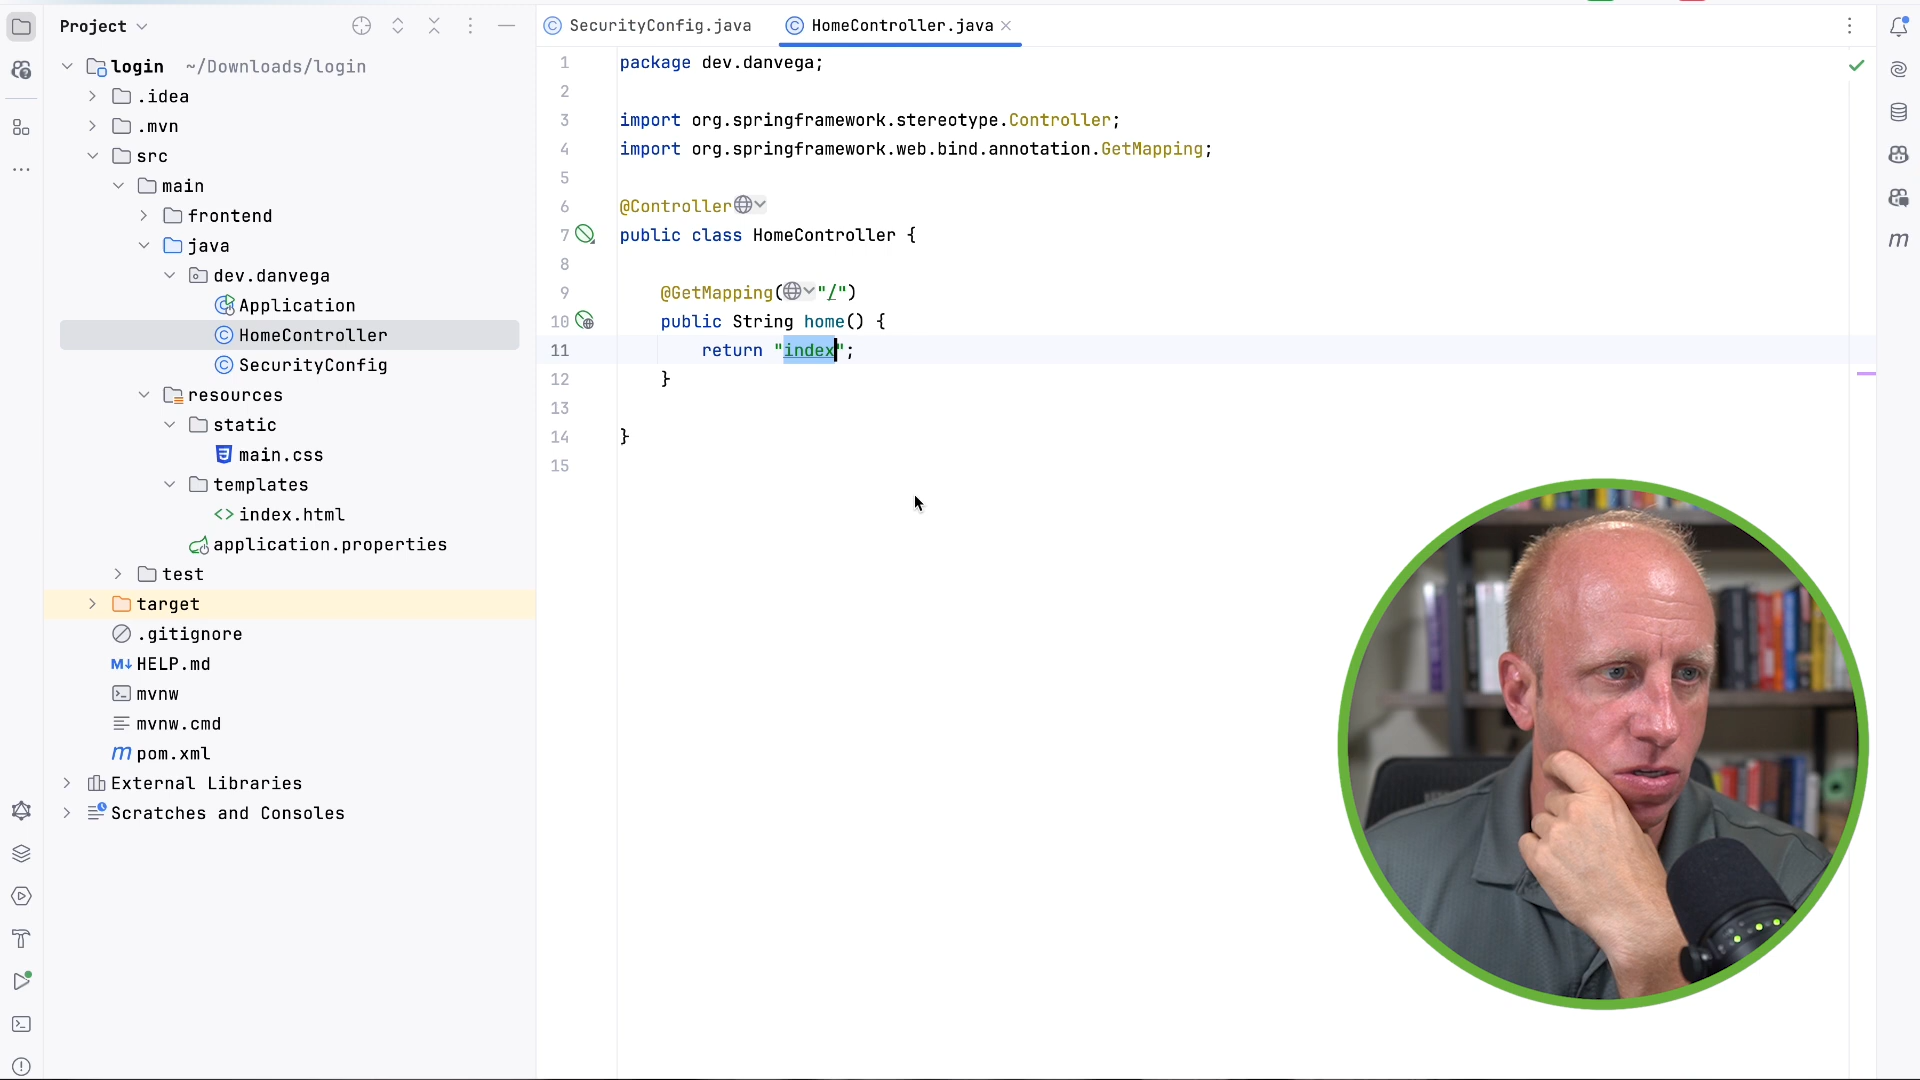 Project
login ~/Downloads/login
.idea
.mvn
src
main
frontend
java
dev.danvega
Application
HomeController
SecurityConfig
resources
static
main.css
templates
index.html
application.properties
test
target
.gitignore
M↓ HELP.md
mvnw
mvnw.cmd
m pom.xml
External Libraries
Scratches and Consoles
SecurityConfig.java
HomeController.java
1 package dev.danvega;
2
3 import org.springframework.stereotype.Controller;
4 import org.springframework.web.bind.annotation.GetMapping;
5
6 @Controller
7 public class HomeController {
8
9 @GetMapping("/")
10 public String home() {
11 return "index";
12 }
13
14 }
15
m